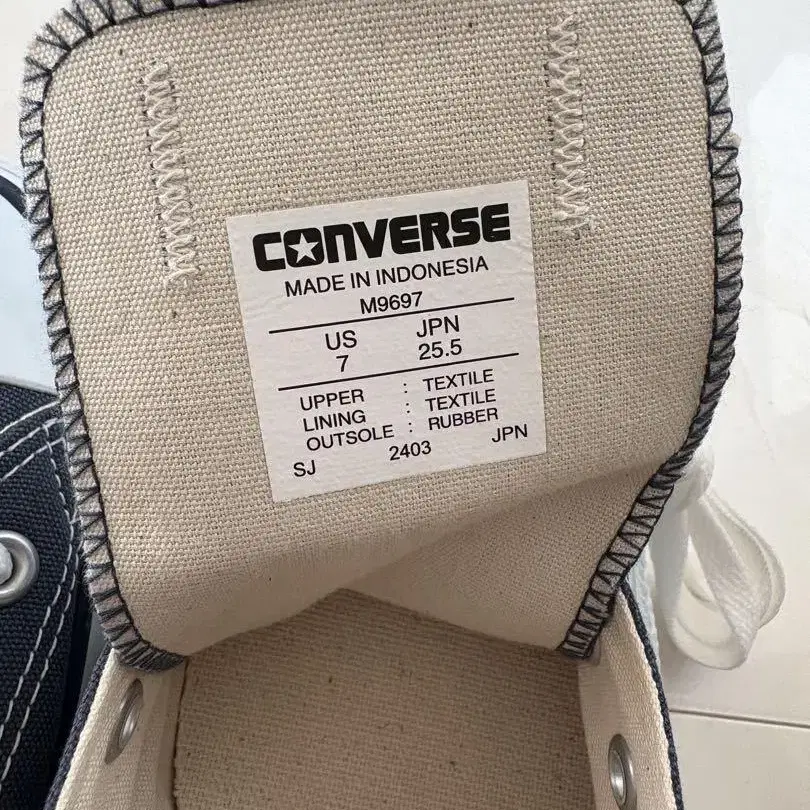 CONVERSE
MADE IN INDONESIA
M9697
US JPN
7 25.5
UPPER : TEXTILE
LINING : TEXTILE
OUTSOLE : RUBBER
SJ 2403 JPN